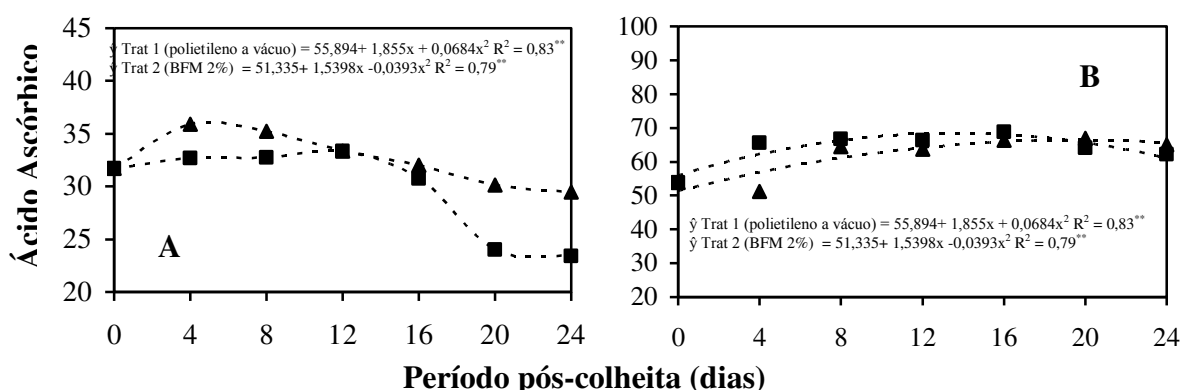 Ácido Ascórbico
45
40
35
30
25
20
ŷ Trat 1 (polietileno a vácuo) = 55,894+ 1,855x + 0,0684x² R² = 0,83**
ŷ Trat 2 (BFM 2%) = 51,335+ 1,5398x -0,0393x² R² = 0,79**
A
0 4 8 12 16 20 24
100
90
80
70
60
50
40
30
20
B
ŷ Trat 1 (polietileno a vácuo) = 55,894+ 1,855x + 0,0684x² R² = 0,83**
ŷ Trat 2 (BFM 2%) = 51,335+ 1,5398x -0,0393x² R² = 0,79**
0 4 8 12 16 20 24
Período pós-colheita (dias)